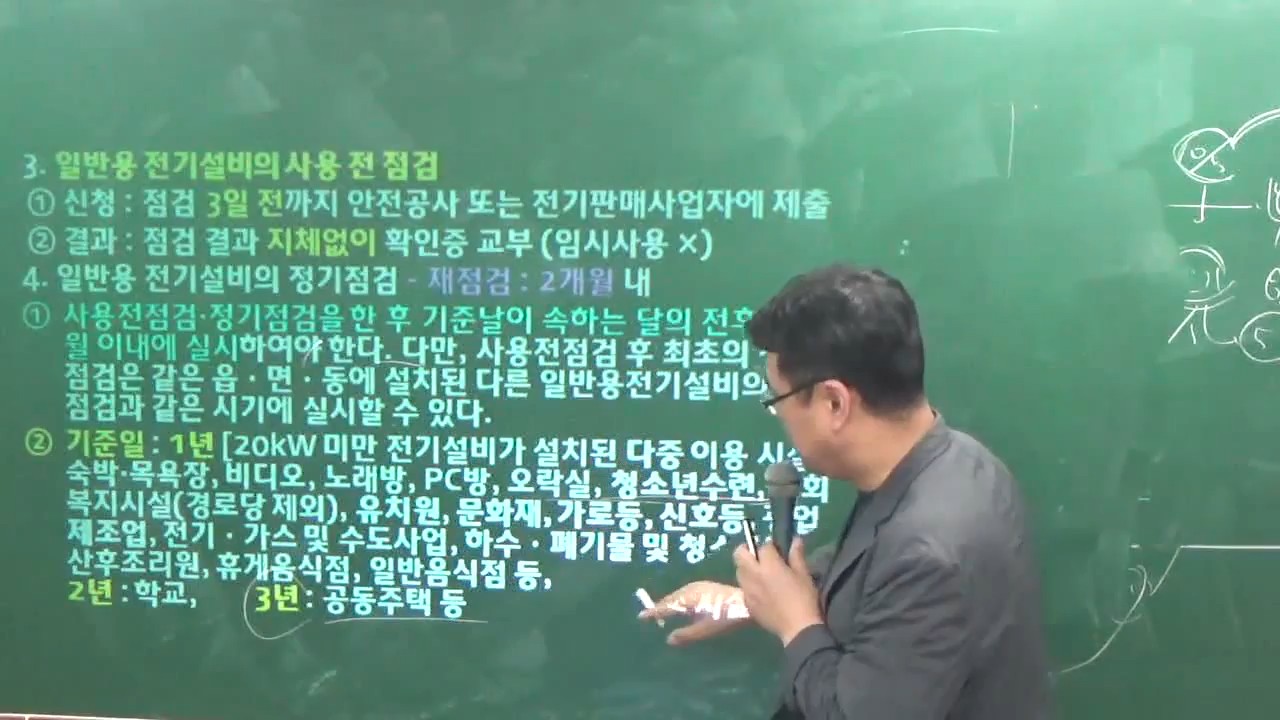 3. 일반용 전기설비의 사용 전 점검
① 신청 : 점검 3일 전까지 안전공사 또는 전기판매사업자에 제출
② 결과 : 점검 결과 지체없이 확인증 교부 (임시사용 ×)
4. 일반용 전기설비의 정기점검 - 재점검 : 2개월 내
① 사용전점검·정기점검을 한 후 기준날이 속하는 달의 전후
월 이내에 실시하여야 한다. 다만, 사용전점검 후 최초의
점검은 같은 읍·면·동에 설치된 다른 일반용전기설비의
점검과 같은 시기에 실시할 수 있다.
② 기준일 : 1년 [20kW 미만 전기설비가 설치된 다중 이용
숙박·목욕장, 비디오, 노래방, PC방, 오락실, 청소년수련,
복지시설(경로당 제외), 유치원, 문화재, 가로등, 신호등,
제조업, 전기·가스 및 수도사업, 하수·폐기물 및
산후조리원, 휴게음식점, 일반음식점 등,
2년 : 학교, 3년 : 공동주택 등